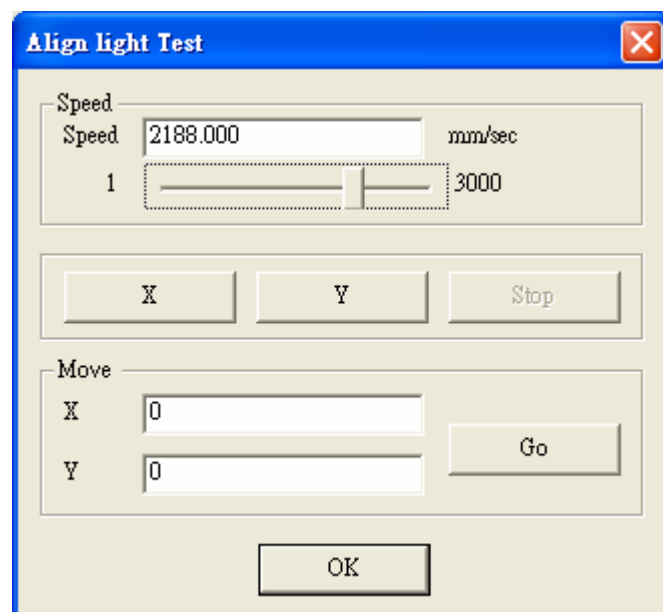 Align light Test
Speed
Speed 2188.000 mm/sec
1 3000
X Y Stop
Move
X 0
Go
Y 0
OK